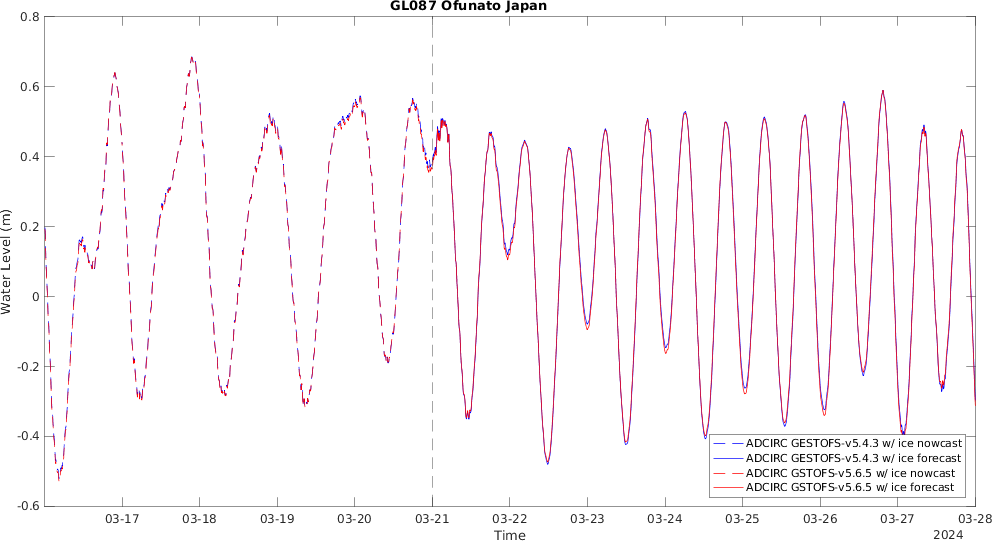 GL087 Ofunato Japan
0.8
0.6
0.4
0.2
0
-0.2
-0.4
-0.6
Water Level (m)
ADCIRC GESTOFS-v5.4.3 w/ ice nowcast
ADCIRC GESTOFS-v5.4.3 w/ ice forecast
ADCIRC GSTOFS-v5.6.5 w/ ice nowcast
ADCIRC GSTOFS-v5.6.5 w/ ice forecast
03-17 03-18 03-19 03-20 03-21 03-22 03-23 03-24 03-25 03-26 03-27 03-28
Time
2024